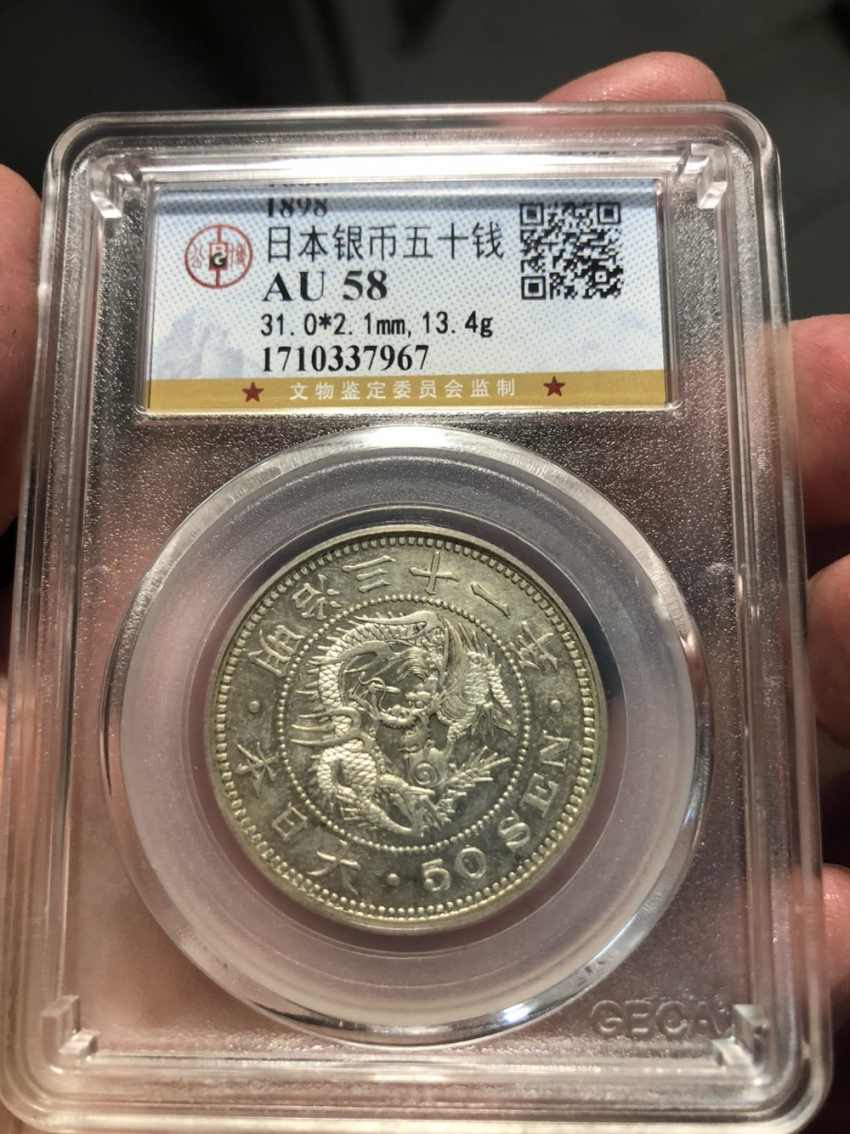 1898
日本银币五十钱
AU 58
31.0*2.1mm, 13.4g
1710337967
★ 文物鉴定委员会监制 ★
公博
明治三十一年
大日本
50 SEN
GBCA